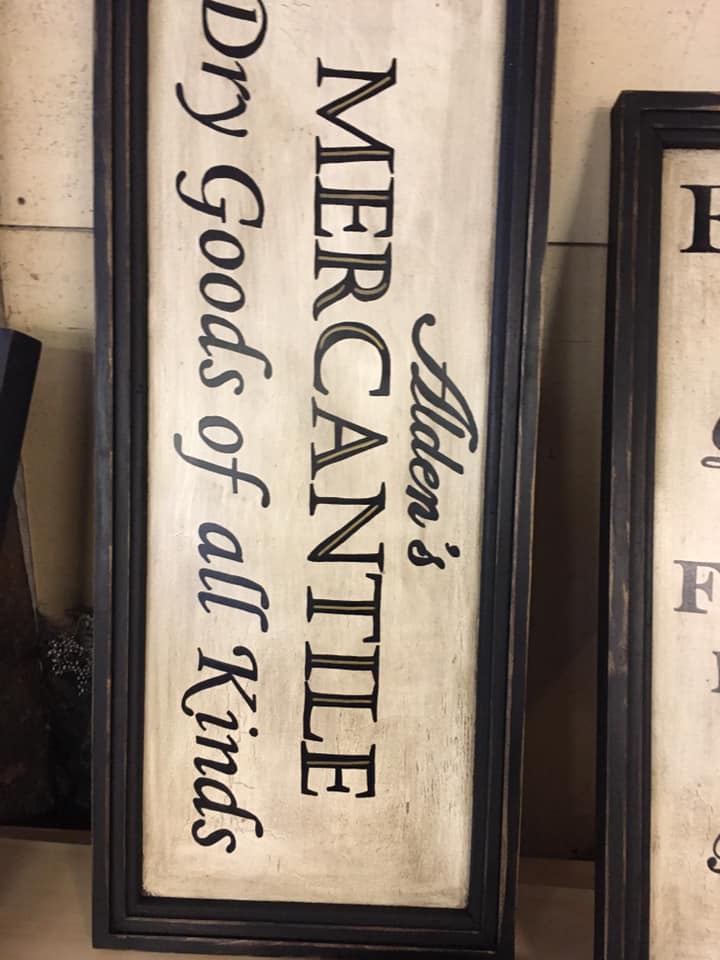 Alden's
MERCANTILE
Dry Goods of all Kinds
F